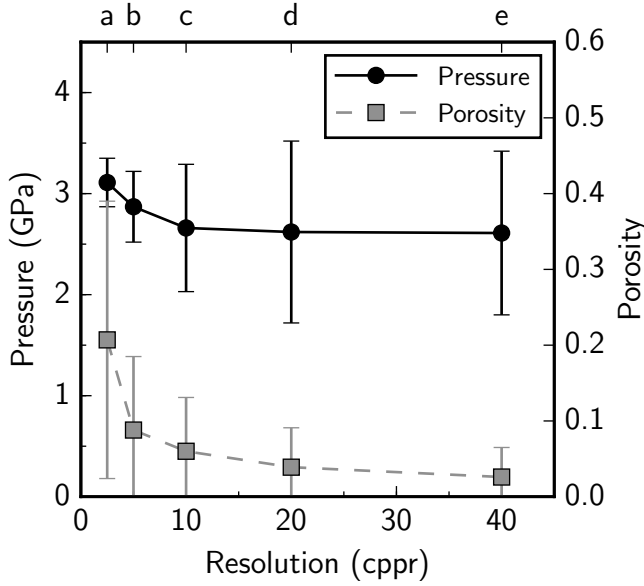 a b c d e
Pressure
Porosity
4
3
2
1
0
Pressure (GPa)
0.6
0.5
0.4
0.3
0.2
0.1
0.0
Porosity
0 10 20 30 40
Resolution (cppr)